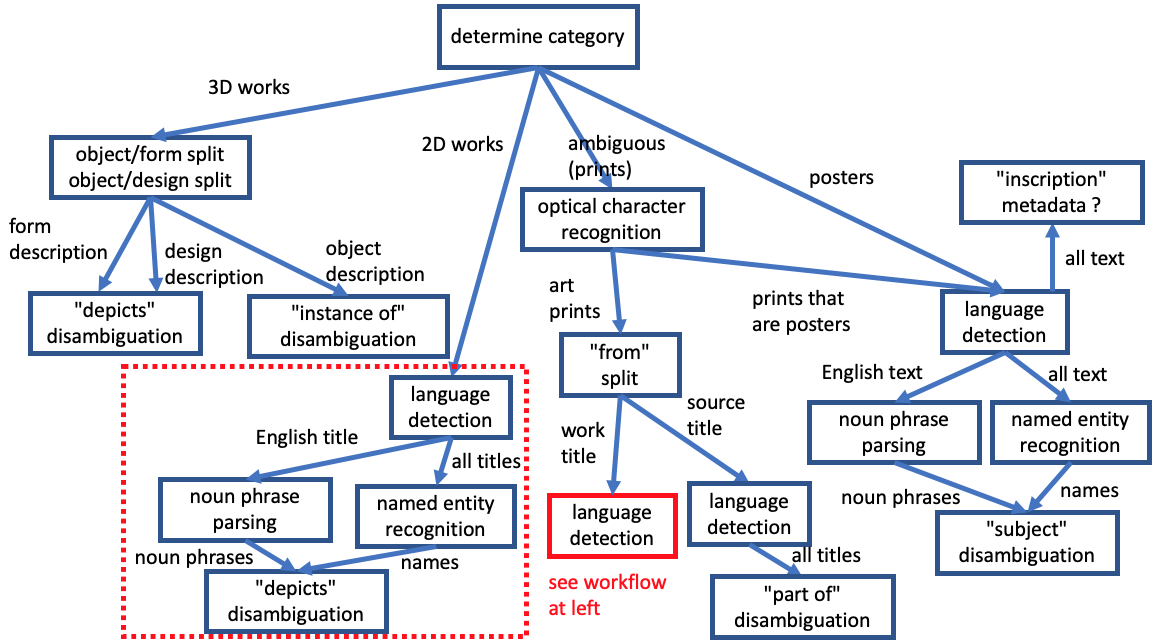 determine category
3D works
2D works
ambiguous
(prints)
posters
object/form split
object/design split
optical character
recognition
"inscription"
metadata ?
form
description
design
description
object
description
all text
"depicts"
disambiguation
"instance of"
disambiguation
art
prints
prints that
are posters
language
detection
"from"
split
English text
all text
language
detection
source
title
work
title
noun phrase
parsing
named entity
recognition
English title
all titles
noun phrase
parsing
named entity
recognition
language
detection
language
detection
noun phrases
names
"subject"
disambiguation
noun phrases
names
"depicts"
disambiguation
see workflow
at left
all titles
"part of"
disambiguation